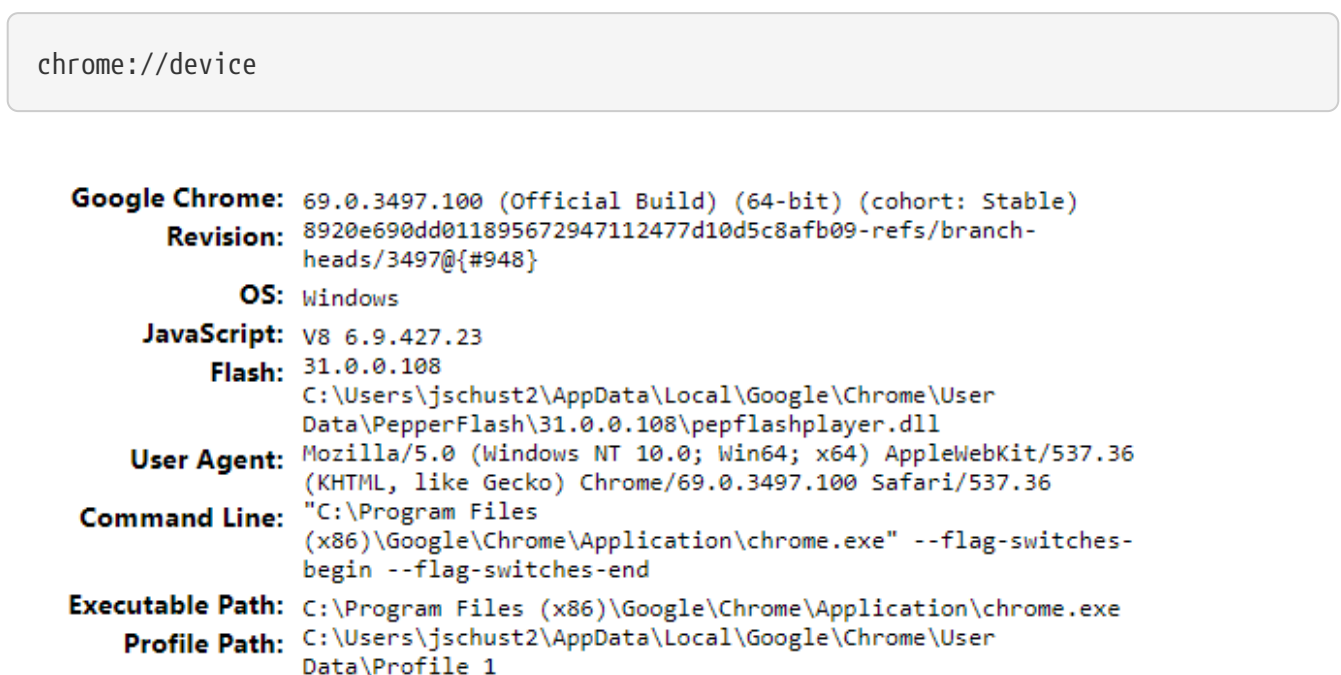 chrome://device
Google Chrome: 69.0.3497.100 (Official Build) (64-bit) (cohort: Stable)
Revision: 8920e690dd011895672947112477d10d5c8afb09-refs/branch-
heads/3497@{#948}
OS: Windows
JavaScript: V8 6.9.427.23
Flash: 31.0.0.108
C:\Users\jschust2\AppData\Local\Google\Chrome\User
Data\PepperFlash\31.0.0.108\pepflashplayer.dll
User Agent: Mozilla/5.0 (Windows NT 10.0; Win64; x64) AppleWebKit/537.36
(KHTML, like Gecko) Chrome/69.0.3497.100 Safari/537.36
Command Line: "C:\Program Files
(x86)\Google\Chrome\Application\chrome.exe" --flag-switches-
begin --flag-switches-end
Executable Path: C:\Program Files (x86)\Google\Chrome\Application\chrome.exe
Profile Path: C:\Users\jschust2\AppData\Local\Google\Chrome\User
Data\Profile 1